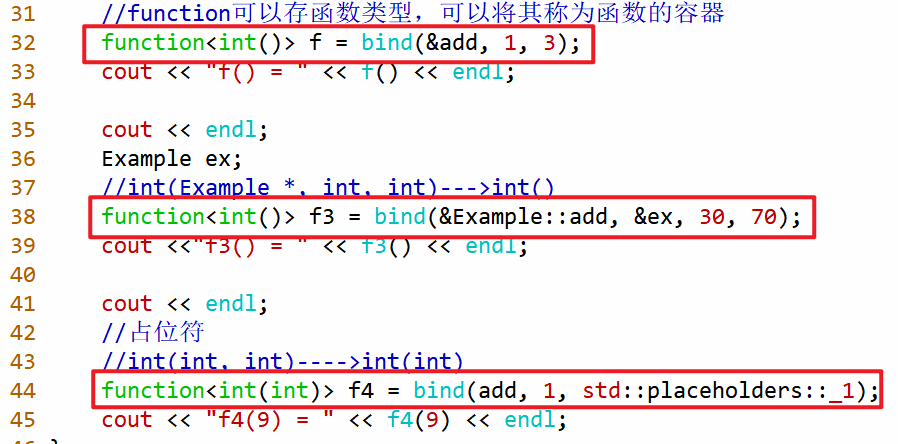 31 //function可以存函数类型，可以将其称为函数的容器
32 function<int()> f = bind(&add, 1, 3);
33 cout << "f() = " << f() << endl;
34
35 cout << endl;
36 Example ex;
37 //int(Example *, int, int)--->int()
38 function<int()> f3 = bind(&Example::add, &ex, 30, 70);
39 cout <<"f3() = " << f3() << endl;
40
41 cout << endl;
42 //占位符
43 //int(int, int)---->int(int)
44 function<int(int)> f4 = bind(add, 1, std::placeholders::_1);
45 cout << "f4(9) = " << f4(9) << endl;